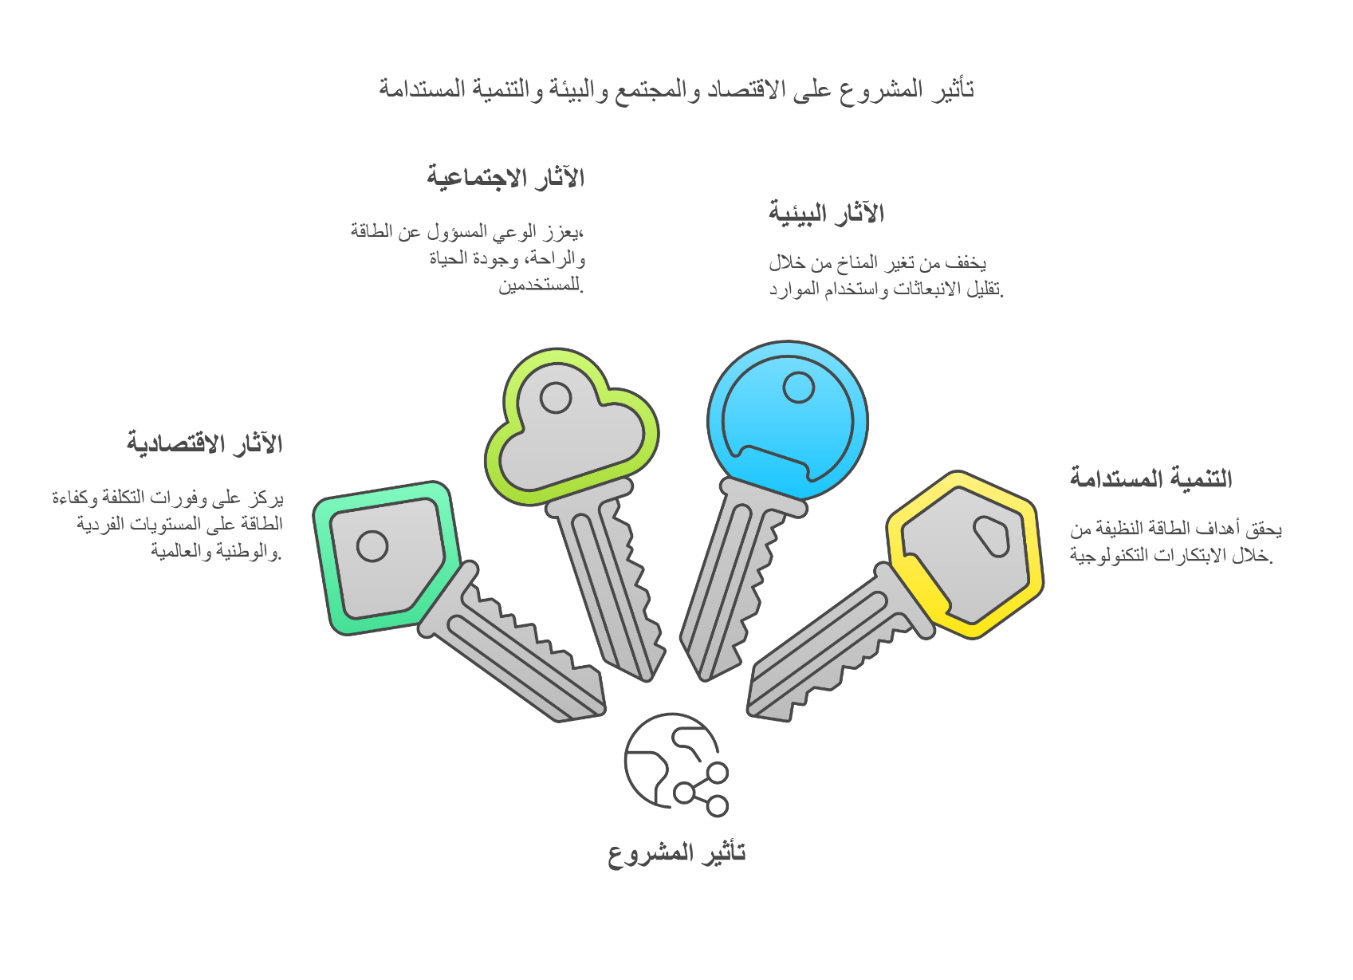 تأثير المشروع على الاقتصاد والمجتمع والبيئة والتنمية المستدامة
الآثار الاجتماعية
يعزز الوعي المسؤول عن الطاقة،
والراحة، وجودة الحياة
للمستخدمين.
الآثار البيئية
يخفف من تغير المناخ من خلال
تقليل الانبعاثات واستخدام الموارد.
الآثار الاقتصادية
يركز على وفورات التكلفة وكفاءة
الطاقة على المستويات الفردية
والوطنية والعالمية.
التنمية المستدامة
يحقق أهداف الطاقة النظيفة من
خلال الابتكارات التكنولوجية.
تأثير المشروع